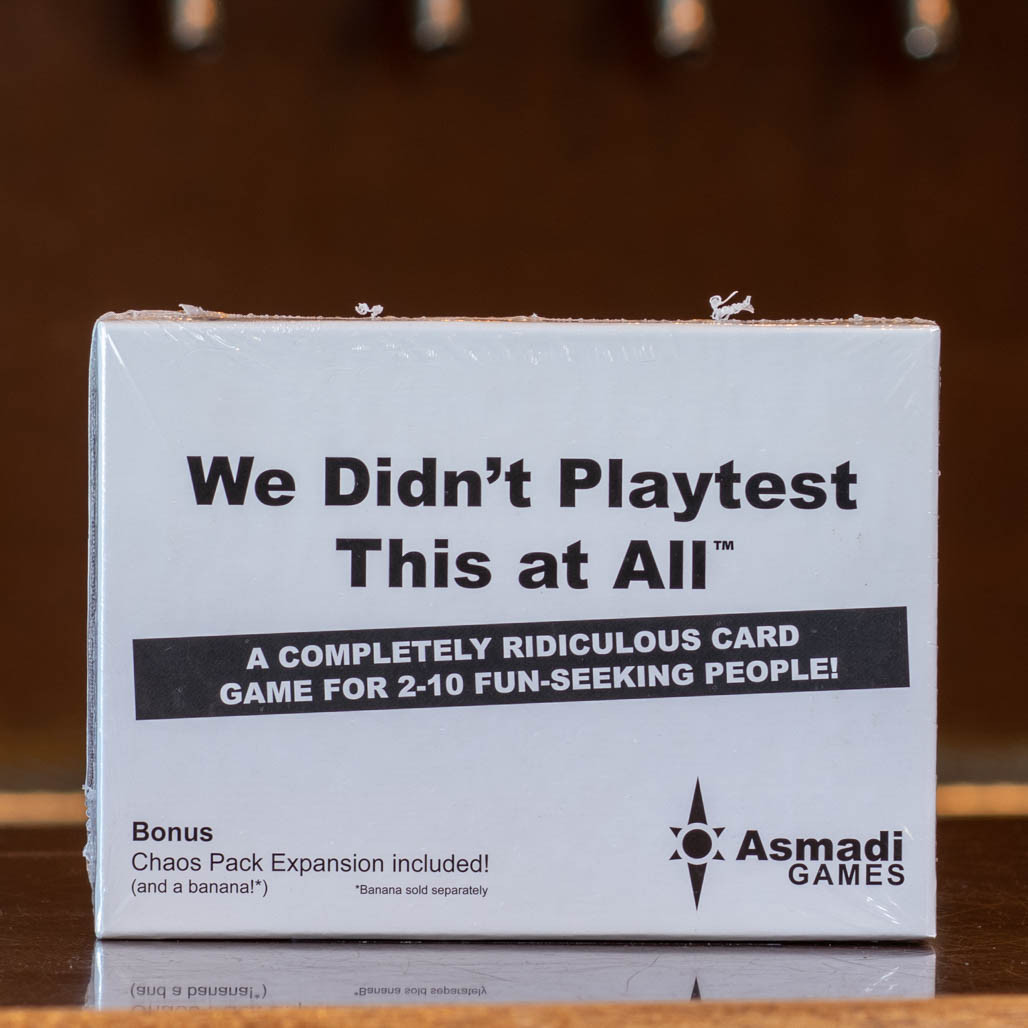 We Didn't Playtest
This at All™
A COMPLETELY RIDICULOUS CARD
GAME FOR 2-10 FUN-SEEKING PEOPLE!
Bonus
Chaos Pack Expansion included!
(and a banana!*)
*Banana sold separately
Asmadi
GAMES